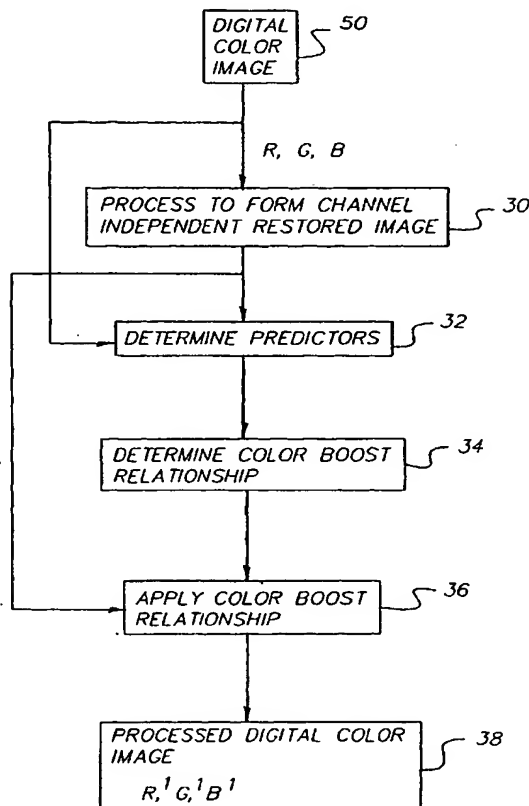 DIGITAL
COLOR
IMAGE
50
R, G, B
PROCESS TO FORM CHANNEL
INDEPENDENT RESTORED IMAGE
30
DETERMINE PREDICTORS
32
DETERMINE COLOR BOOST
RELATIONSHIP
34
APPLY COLOR BOOST
RELATIONSHIP
36
PROCESSED DIGITAL COLOR
IMAGE
R,¹ G,¹ B¹
38